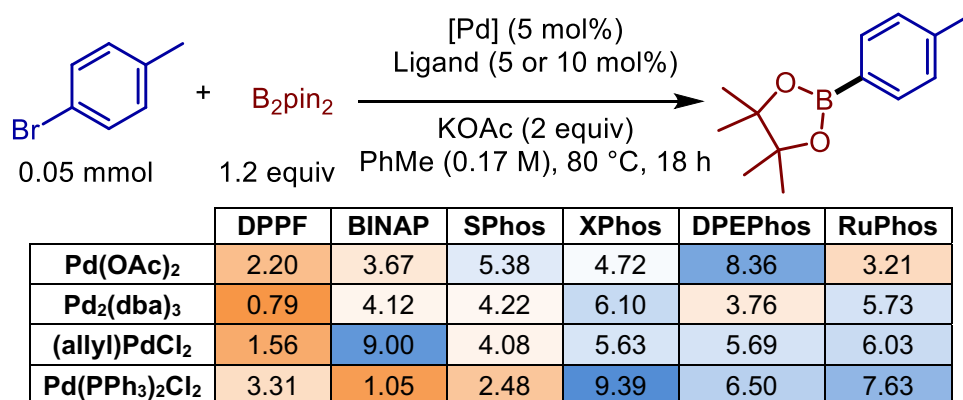 [Pd] (5 mol%)
Ligand (5 or 10 mol%)
Br + B₂pin₂ O B O
KOAc (2 equiv)
0.05 mmol 1.2 equiv PhMe (0.17 M), 80 °C, 18 h
DPPF BINAP SPhos XPhos DPEPhos RuPhos
Pd(OAc)₂ 2.20 3.67 5.38 4.72 8.36 3.21
Pd₂(dba)₃ 0.79 4.12 4.22 6.10 3.76 5.73
(allyl)PdCl₂ 1.56 9.00 4.08 5.63 5.69 6.03
Pd(PPh₃)₂Cl₂ 3.31 1.05 2.48 9.39 6.50 7.63